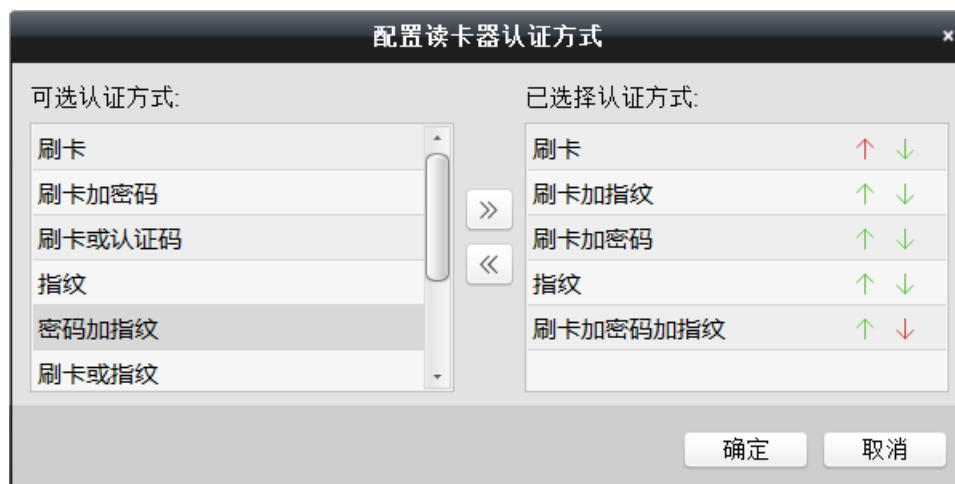 配置读卡器认证方式
可选认证方式:
刷卡
刷卡加密码
刷卡或认证码
指纹
密码加指纹
刷卡或指纹
已选择认证方式:
刷卡
刷卡加指纹
刷卡加密码
指纹
刷卡加密码加指纹
确定
取消